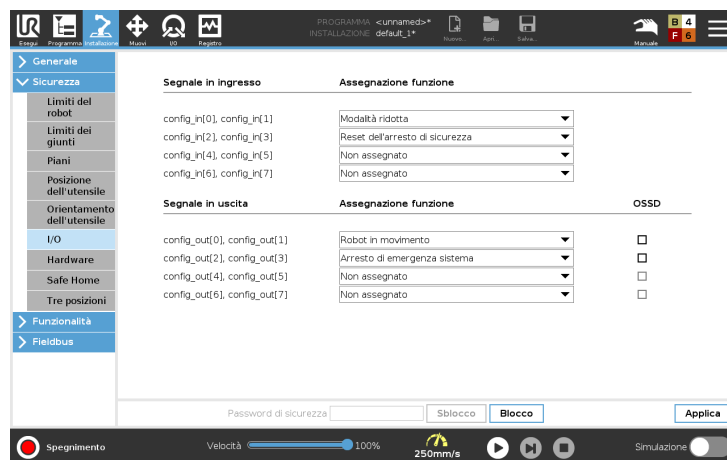 UR
PROGRAMMA <unnamed>*
INSTALLAZIONE default_1*
Esegui Programma Installazione Muovi I/O Registro Nuovo... Apri... Salva... Manuale
B 4
F 6
Generale
Sicurezza
Limiti del robot
Limiti dei giunti
Piani
Posizione dell'utensile
Orientamento dell'utensile
I/O
Hardware
Safe Home
Tre posizioni
Funzionalità
Fieldbus
Segnale in ingresso Assegnazione funzione
config_in[0], config_in[1] Modalità ridotta
config_in[2], config_in[3] Reset dell'arresto di sicurezza
config_in[4], config_in[5] Non assegnato
config_in[6], config_in[7] Non assegnato
Segnale in uscita Assegnazione funzione OSSD
config_out[0], config_out[1] Robot in movimento
config_out[2], config_out[3] Arresto di emergenza sistema
config_out[4], config_out[5] Non assegnato
config_out[6], config_out[7] Non assegnato
Password di sicurezza Sblocco Blocco Applica
Spegnimento Velocità 100% 250mm/s Simulazione